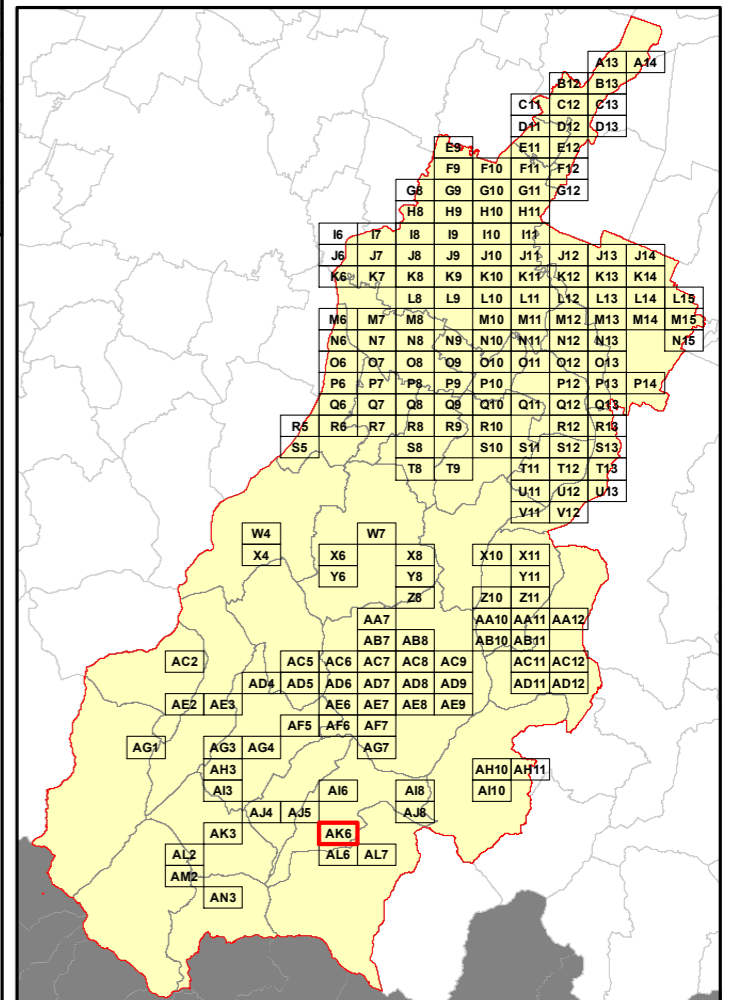 A13 A14
B12 B13
C11 C12 C13
D11 D12 D13
E9 E11 E12
F9 F10 F11 F12
G8 G9 G10 G11 G12
H8 H9 H10 H11
I6 I7 I8 I9 I10 I11
J6 J7 J8 J9 J10 J11 J12 J13 J14
K6 K7 K8 K9 K10 K11 K12 K13 K14
L8 L9 L10 L11 L12 L13 L14 L15
M6 M7 M8 M10 M11 M12 M13 M14 M15
N6 N7 N8 N9 N10 N11 N12 N13 N15
O6 O7 O8 O9 O10 O11 O12 O13
P6 P7 P8 P9 P10 P12 P13 P14
Q6 Q7 Q8 Q9 Q10 Q11 Q12 Q13
R5 R6 R7 R8 R9 R10 R12 R13
S5 S8 S10 S11 S12 S13
T8 T9 T11 T12 T13
U11 U12 U13
V11 V12
W4 W7
X4 X6 X8 X10 X11
Y6 Y8 Y11
Z8 Z10 Z11
AA7 AA10 AA11 AA12
AB7 AB8 AB10 AB11
AC2 AC5 AC6 AC7 AC8 AC9 AC11 AC12
AD4 AD5 AD6 AD7 AD8 AD9 AD11 AD12
AE2 AE3 AE6 AE7 AE8 AE9
AF5 AF6 AF7
AG1 AG3 AG4 AG7
AH3 AH10 AH11
AI3 AI6 AI8 AI10
AJ4 AJ5 AJ8
AK3 AK6
AL2 AL6 AL7
AM2
AN3